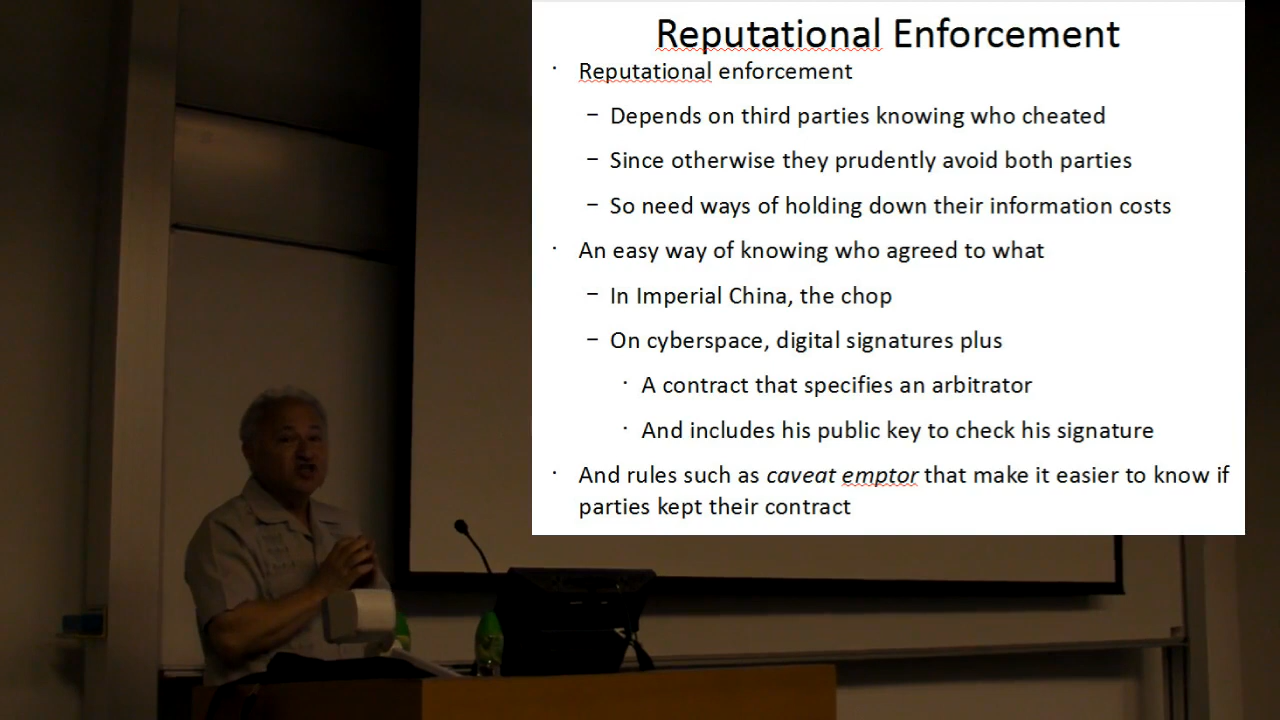 Reputational Enforcement
· Reputational enforcement
– Depends on third parties knowing who cheated
– Since otherwise they prudently avoid both parties
– So need ways of holding down their information costs
· An easy way of knowing who agreed to what
– In Imperial China, the chop
– On cyberspace, digital signatures plus
· A contract that specifies an arbitrator
· And includes his public key to check his signature
· And rules such as caveat emptor that make it easier to know if
parties kept their contract